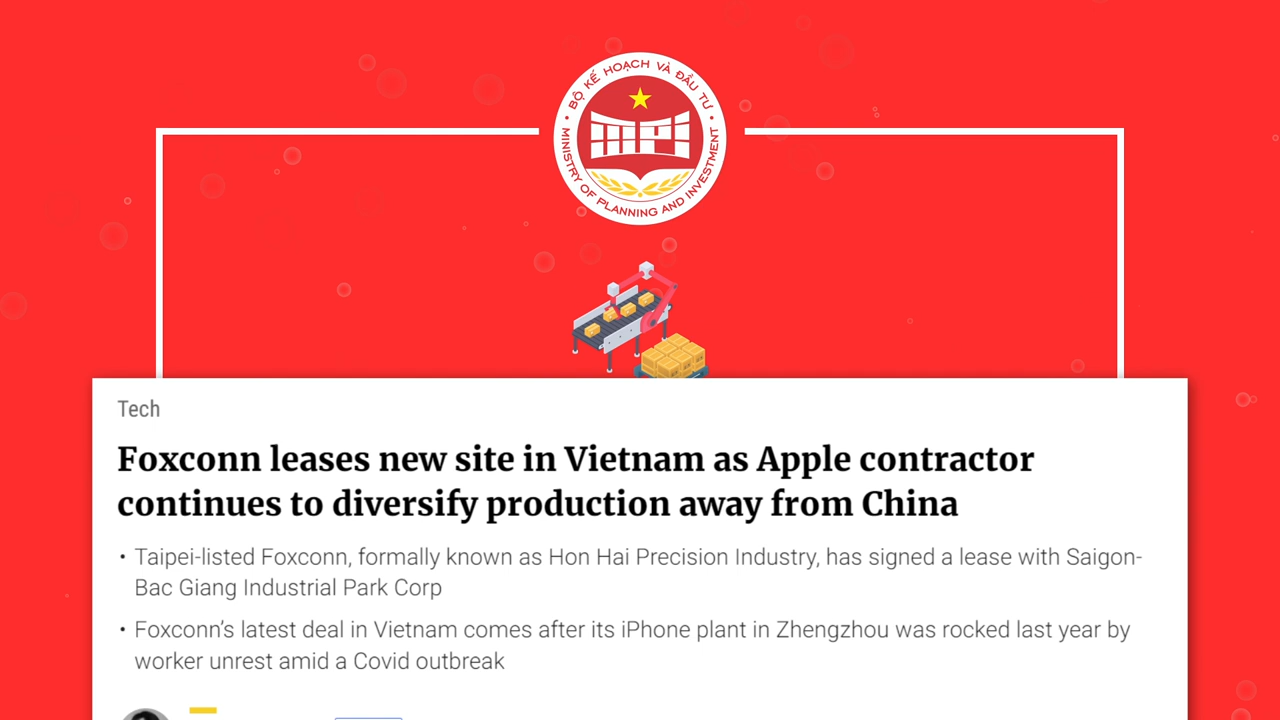 BỘ KẾ HOẠCH VÀ ĐẦU TƯ
mpi
MINISTRY OF PLANNING AND INVESTMENT
Tech
Foxconn leases new site in Vietnam as Apple contractor
continues to diversify production away from China
• Taipei-listed Foxconn, formally known as Hon Hai Precision Industry, has signed a lease with Saigon-
Bac Giang Industrial Park Corp
• Foxconn’s latest deal in Vietnam comes after its iPhone plant in Zhengzhou was rocked last year by
worker unrest amid a Covid outbreak